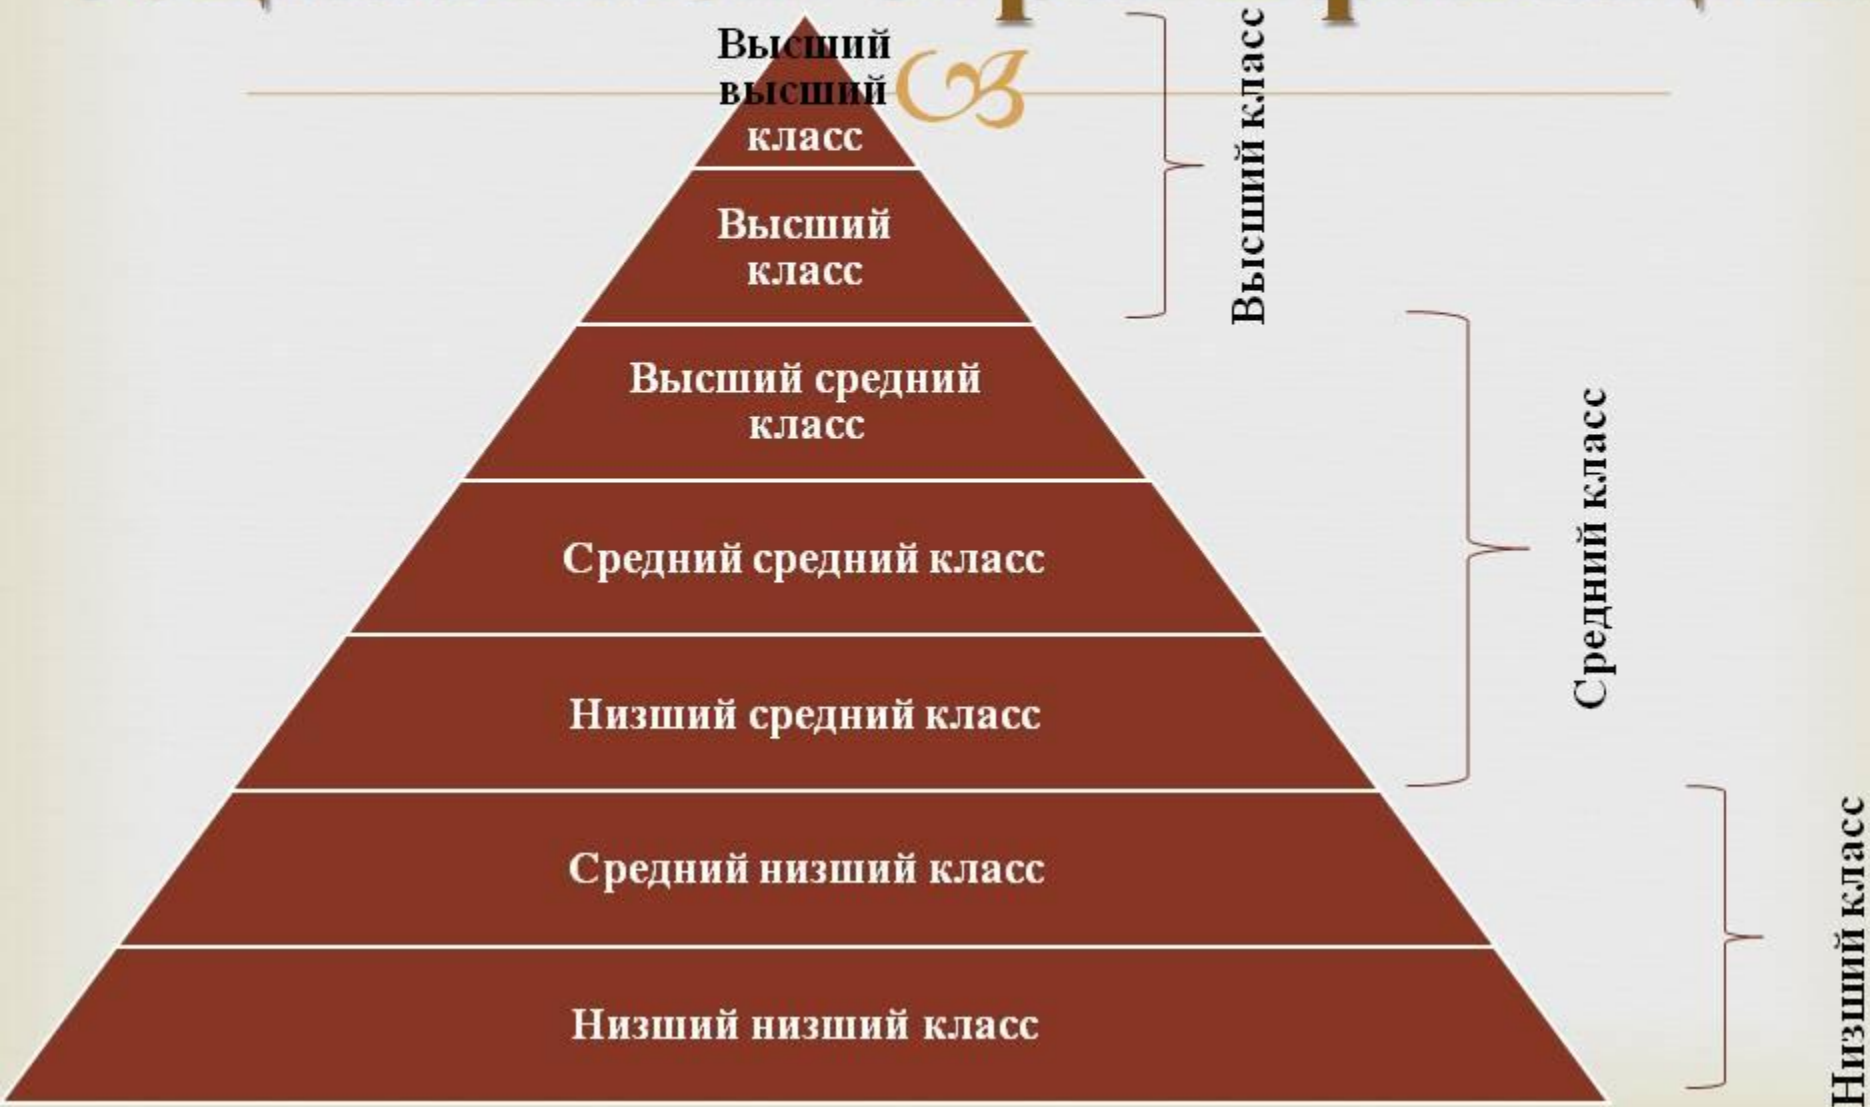 Высший
высший
класс
Высший
класс
Высший средний
класс
Средний средний класс
Низший средний класс
Средний низший класс
Низший низший класс
Высший класс
Средний класс
Низший класс